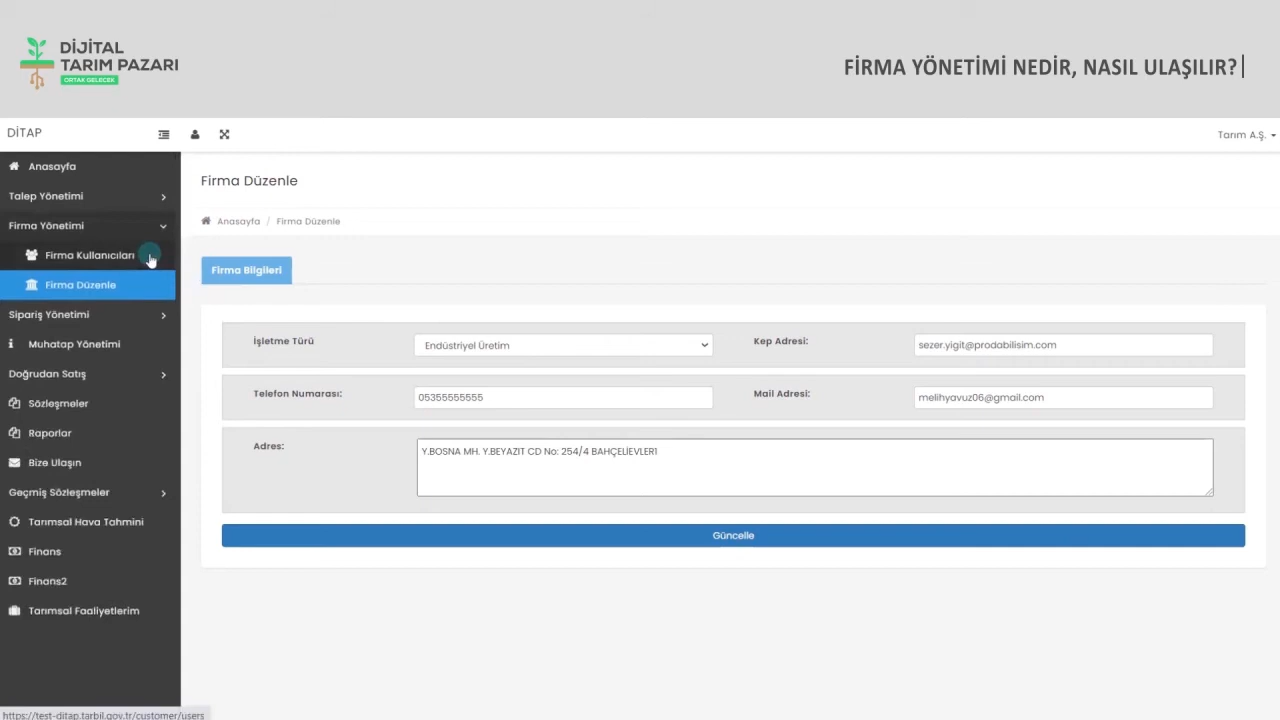 DİJİTAL
TARIM PAZARI
ORTAK GELECEK
FİRMA YÖNETİMİ NEDİR, NASIL ULAŞILIR?
DİTAP
Tarım A.Ş.
Anasayfa
Talep Yönetimi
Firma Yönetimi
Firma Kullanıcıları
Firma Düzenle
Sipariş Yönetimi
Muhatap Yönetimi
Doğrudan Satış
Sözleşmeler
Raporlar
Bize Ulaşın
Geçmiş Sözleşmeler
Tarımsal Hava Tahmini
Finans
Finans2
Tarımsal Faaliyetlerim
Firma Düzenle
Anasayfa / Firma Düzenle
Firma Bilgileri
İşletme Türü
Endüstriyel Üretim
Kep Adresi:
sezer.yigit@prodabilisim.com
Telefon Numarası:
05355555555
Mail Adresi:
melihyavuz06@gmail.com
Adres:
Y.BOSNA MH. Y.BEYAZIT CD No: 254/4 BAHÇELİEVLER1
Güncelle
https://test-ditap.tarbil.gov.tr/customer/users